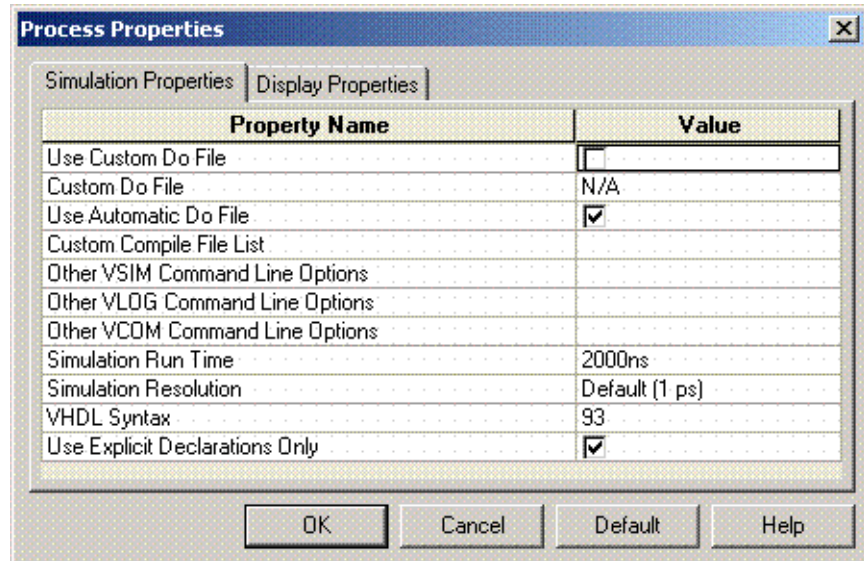 Process Properties
Simulation Properties Display Properties
Property Name Value
Use Custom Do File
Custom Do File N/A
Use Automatic Do File
Custom Compile File List
Other VSIM Command Line Options
Other VLOG Command Line Options
Other VCOM Command Line Options
Simulation Run Time 2000ns
Simulation Resolution Default (1 ps)
VHDL Syntax 93
Use Explicit Declarations Only
OK Cancel Default Help